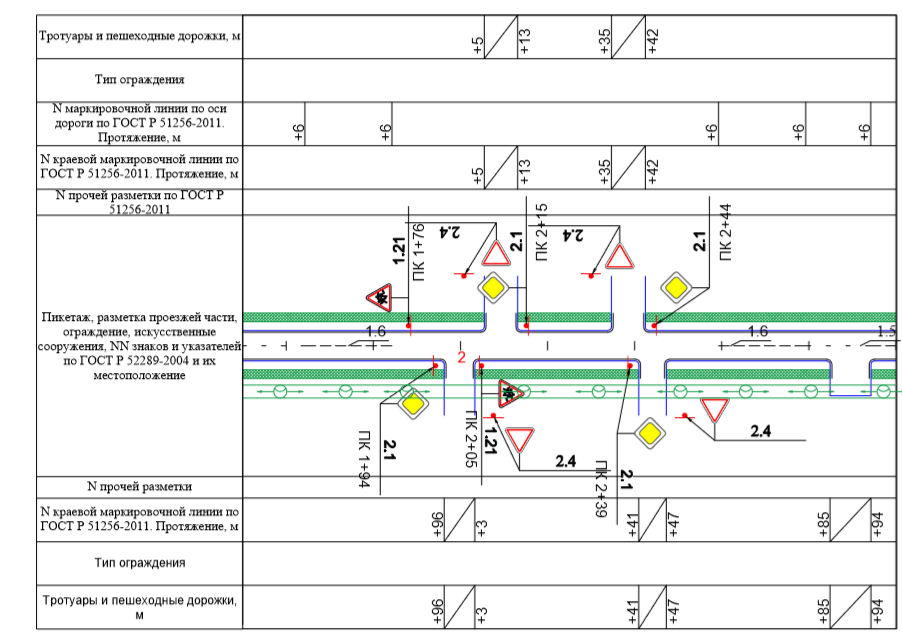 Тротуары и пешеходные дорожки, м
+5 +13 +35 +42
Тип ограждения
N маркировочной линии по оси
дороги по ГОСТ Р 51256-2011.
Протяжение, м
+6 +6 +6 +6 +6
N краевой маркировочной линии по
ГОСТ Р 51256-2011. Протяжение, м
+5 +13 +35 +42
N прочей разметки по ГОСТ Р
51256-2011
1.21 ПК 1+76
2.4
2.1 ПК 2+15
2.4
2.1 ПК 2+44
Пикетаж, разметка проезжей части,
ограждение, искусственные
сооружения, NN знаков и указателей
по ГОСТ Р 52289-2004 и их
местоположение
1.6 1.6 1.5
2
ПК 1+94 2.1
ПК 2+05 1.21
2.4
ПК 2+39 2.1
2.4
N прочей разметки
N краевой маркировочной линии по
ГОСТ Р 51256-2011. Протяжение, м
+96 +3 +41 +47 +85 +94
Тип ограждения
Тротуары и пешеходные дорожки,
м
+96 +3 +41 +47 +85 +94